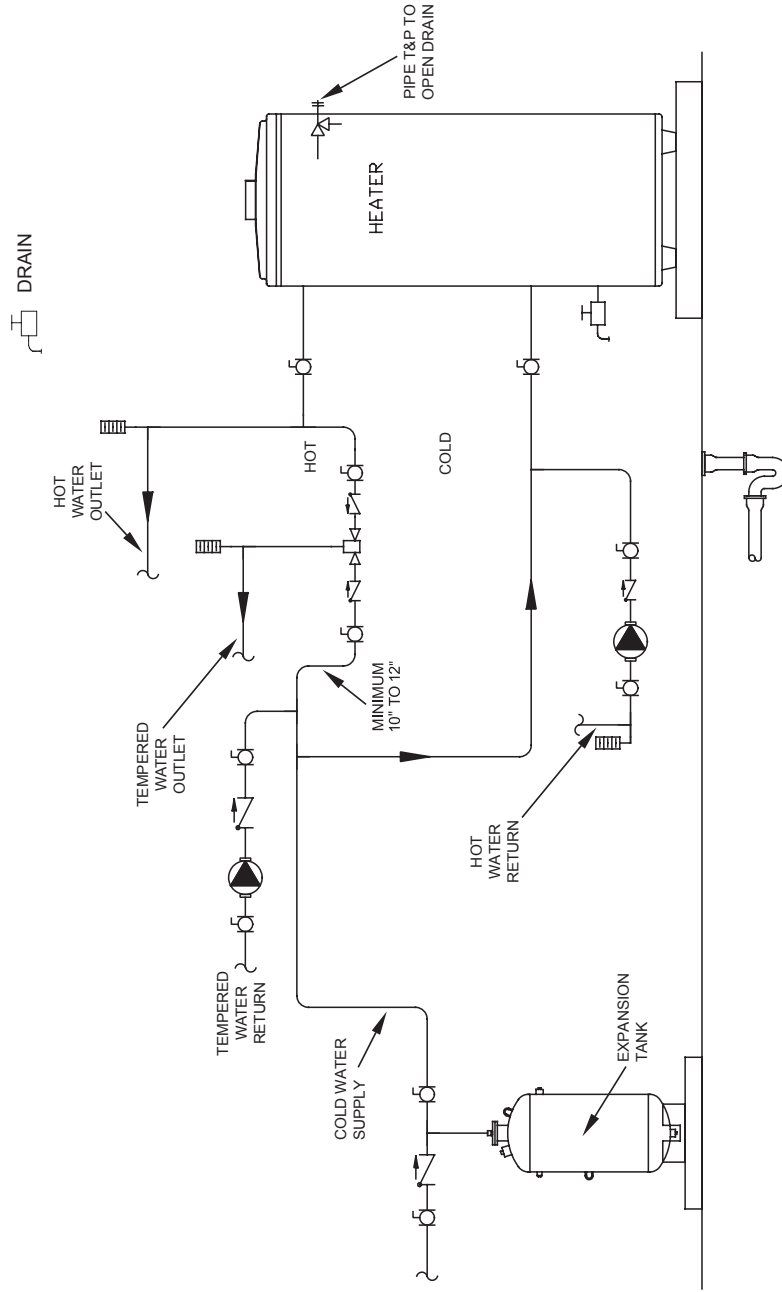 DRAIN
PIPE T&P TO
OPEN DRAIN
HEATER
HOT
WATER
OUTLET
HOT
COLD
TEMPERED
WATER
OUTLET
MINIMUM
10" TO 12"
HOT
WATER
RETURN
TEMPERED
WATER
RETURN
COLD WATER
SUPPLY
EXPANSION
TANK